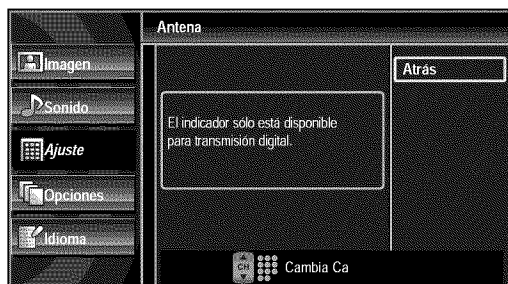 Antena
Imagen
Sonido
Ajuste
Opciones
Idioma
El indicador sólo está disponible
para transmisión digital.
Atrás
CH
Cambia Ca